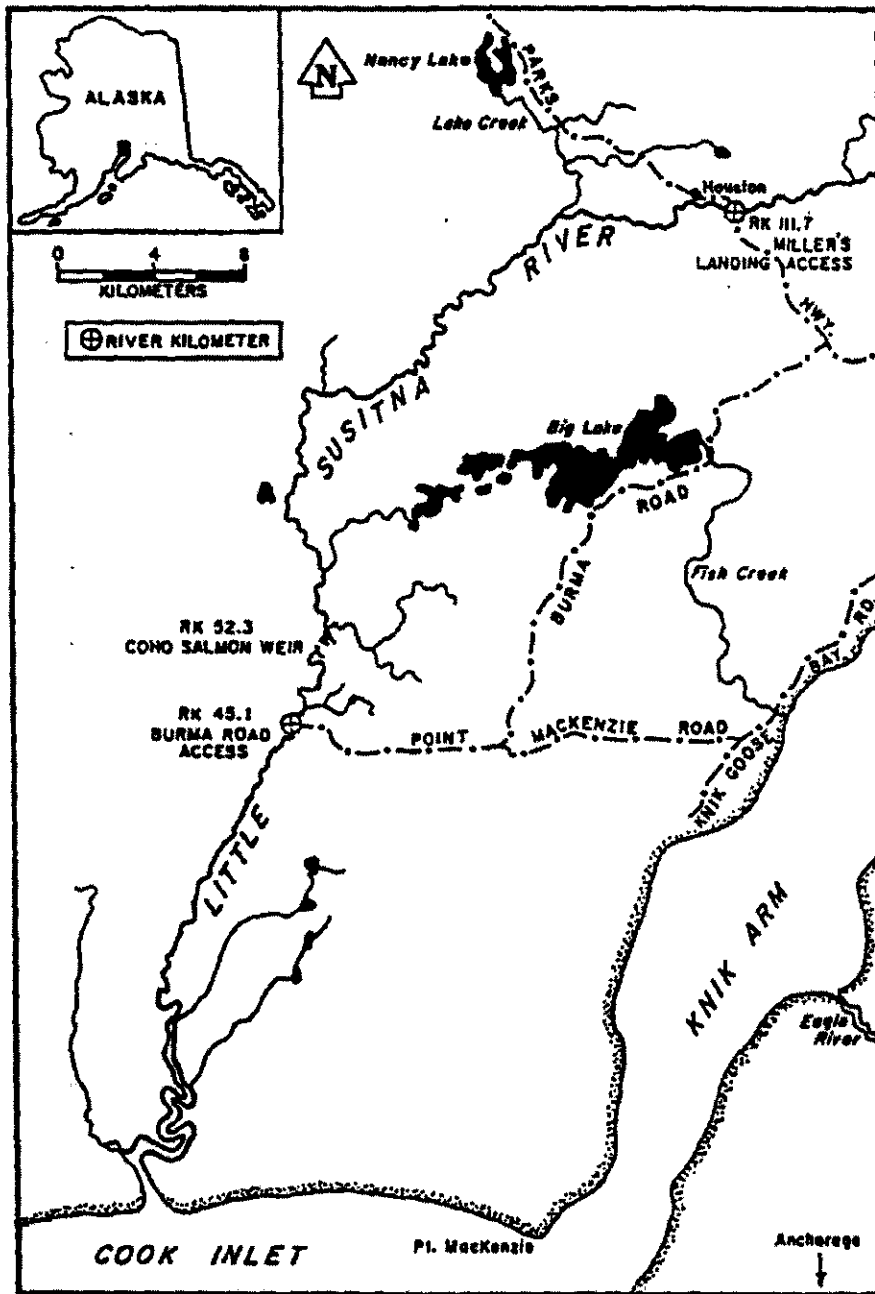 ALASKA
N
Nancy Lake
PARKS
Lake Creek
Houston
RK 111.7
MILLER'S
LANDING ACCESS
HWY.
0 4 8
KILOMETERS
RIVER KILOMETER
RIVER
SUSITNA
LITTLE
A
Big Lake
BURMA
ROAD
Fish Creek
RK 52.3
COHO SALMON WEIR
RK 45.1
BURMA ROAD
ACCESS
POINT MACKENZIE ROAD
KNIK GOOSE BAY RD.
KNIK ARM
Eagle
River
COOK INLET
Pt. MacKenzie
Anchorage